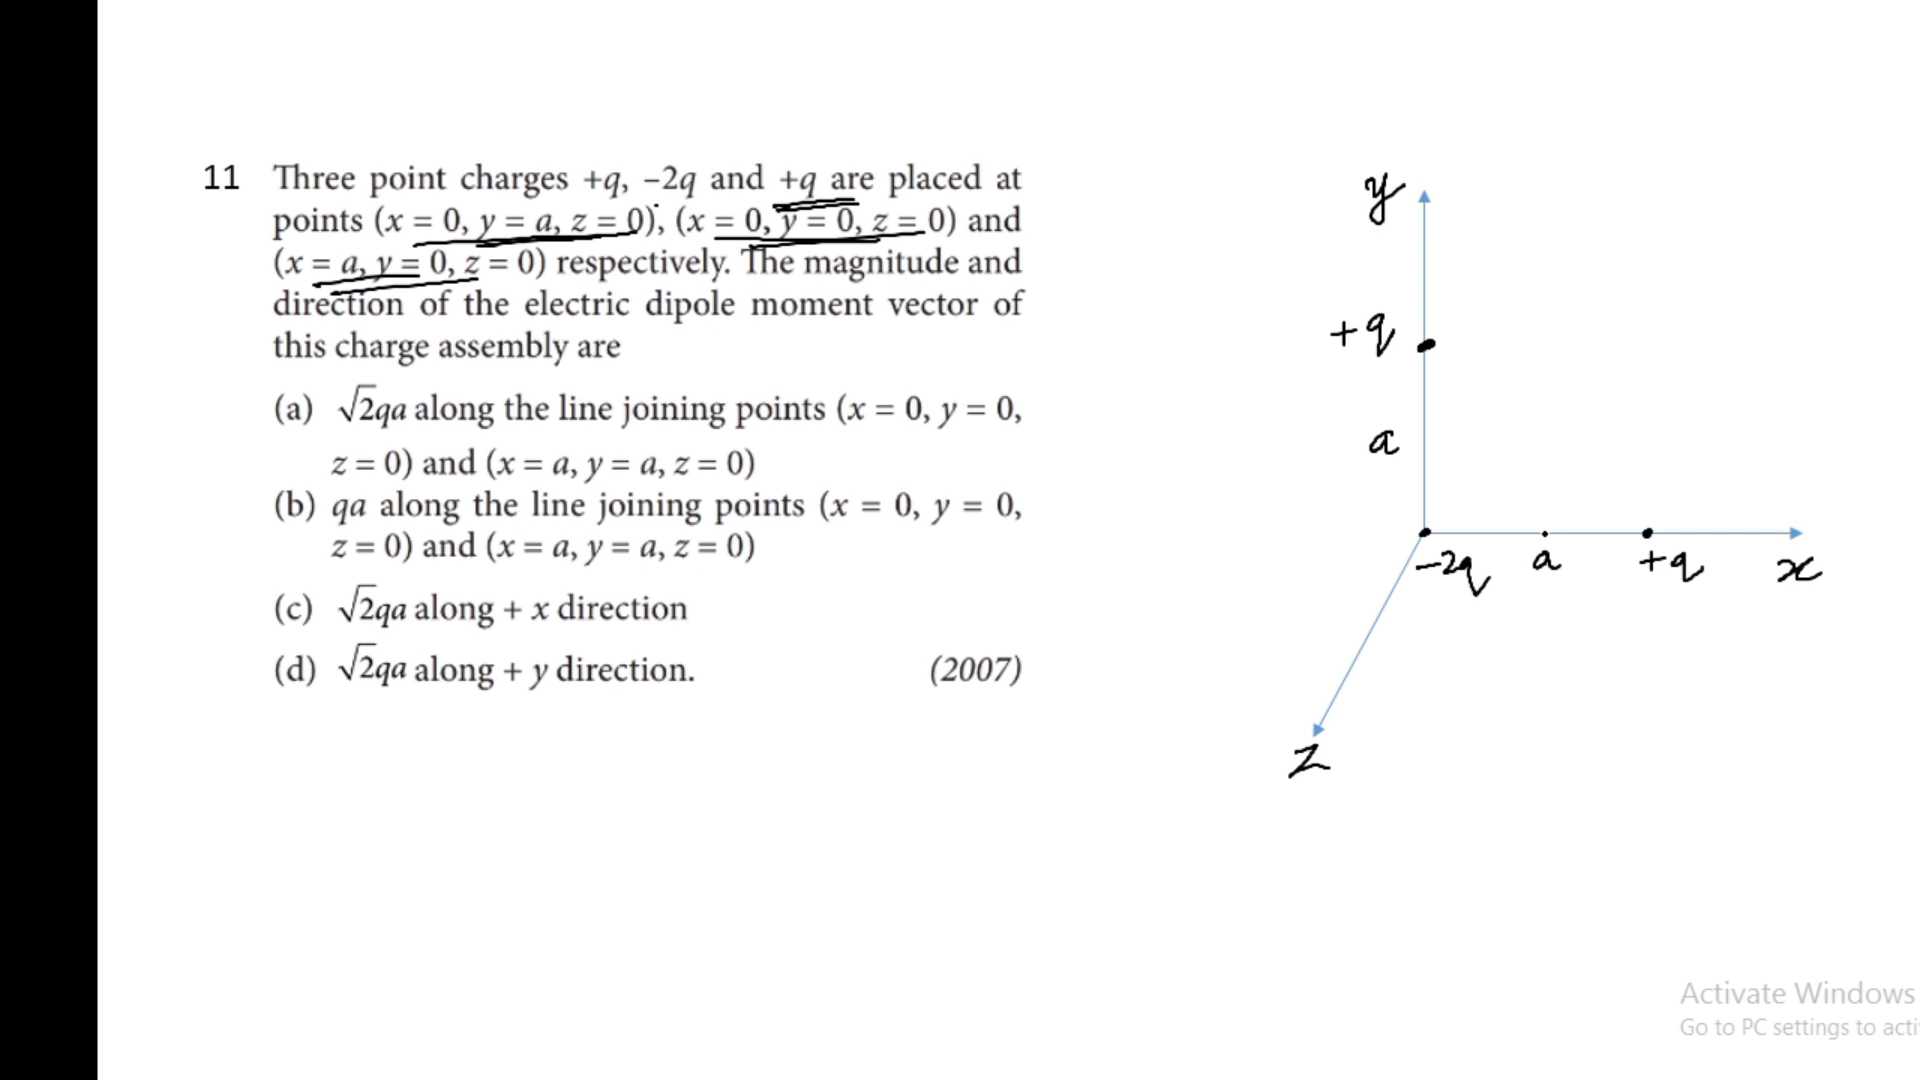 11 Three point charges +q, −2q and +q are placed at
points (x = 0, y = a, z = 0), (x = 0, y = 0, z = 0) and
(x = a, y = 0, z = 0) respectively. The magnitude and
direction of the electric dipole moment vector of
this charge assembly are
(a) √2qa along the line joining points (x = 0, y = 0,
z = 0) and (x = a, y = a, z = 0)
(b) qa along the line joining points (x = 0, y = 0,
z = 0) and (x = a, y = a, z = 0)
(c) √2qa along + x direction
(d) √2qa along + y direction. (2007)
y
+q
a
-2q a +q x
z
Activate Windows
Go to PC settings to acti